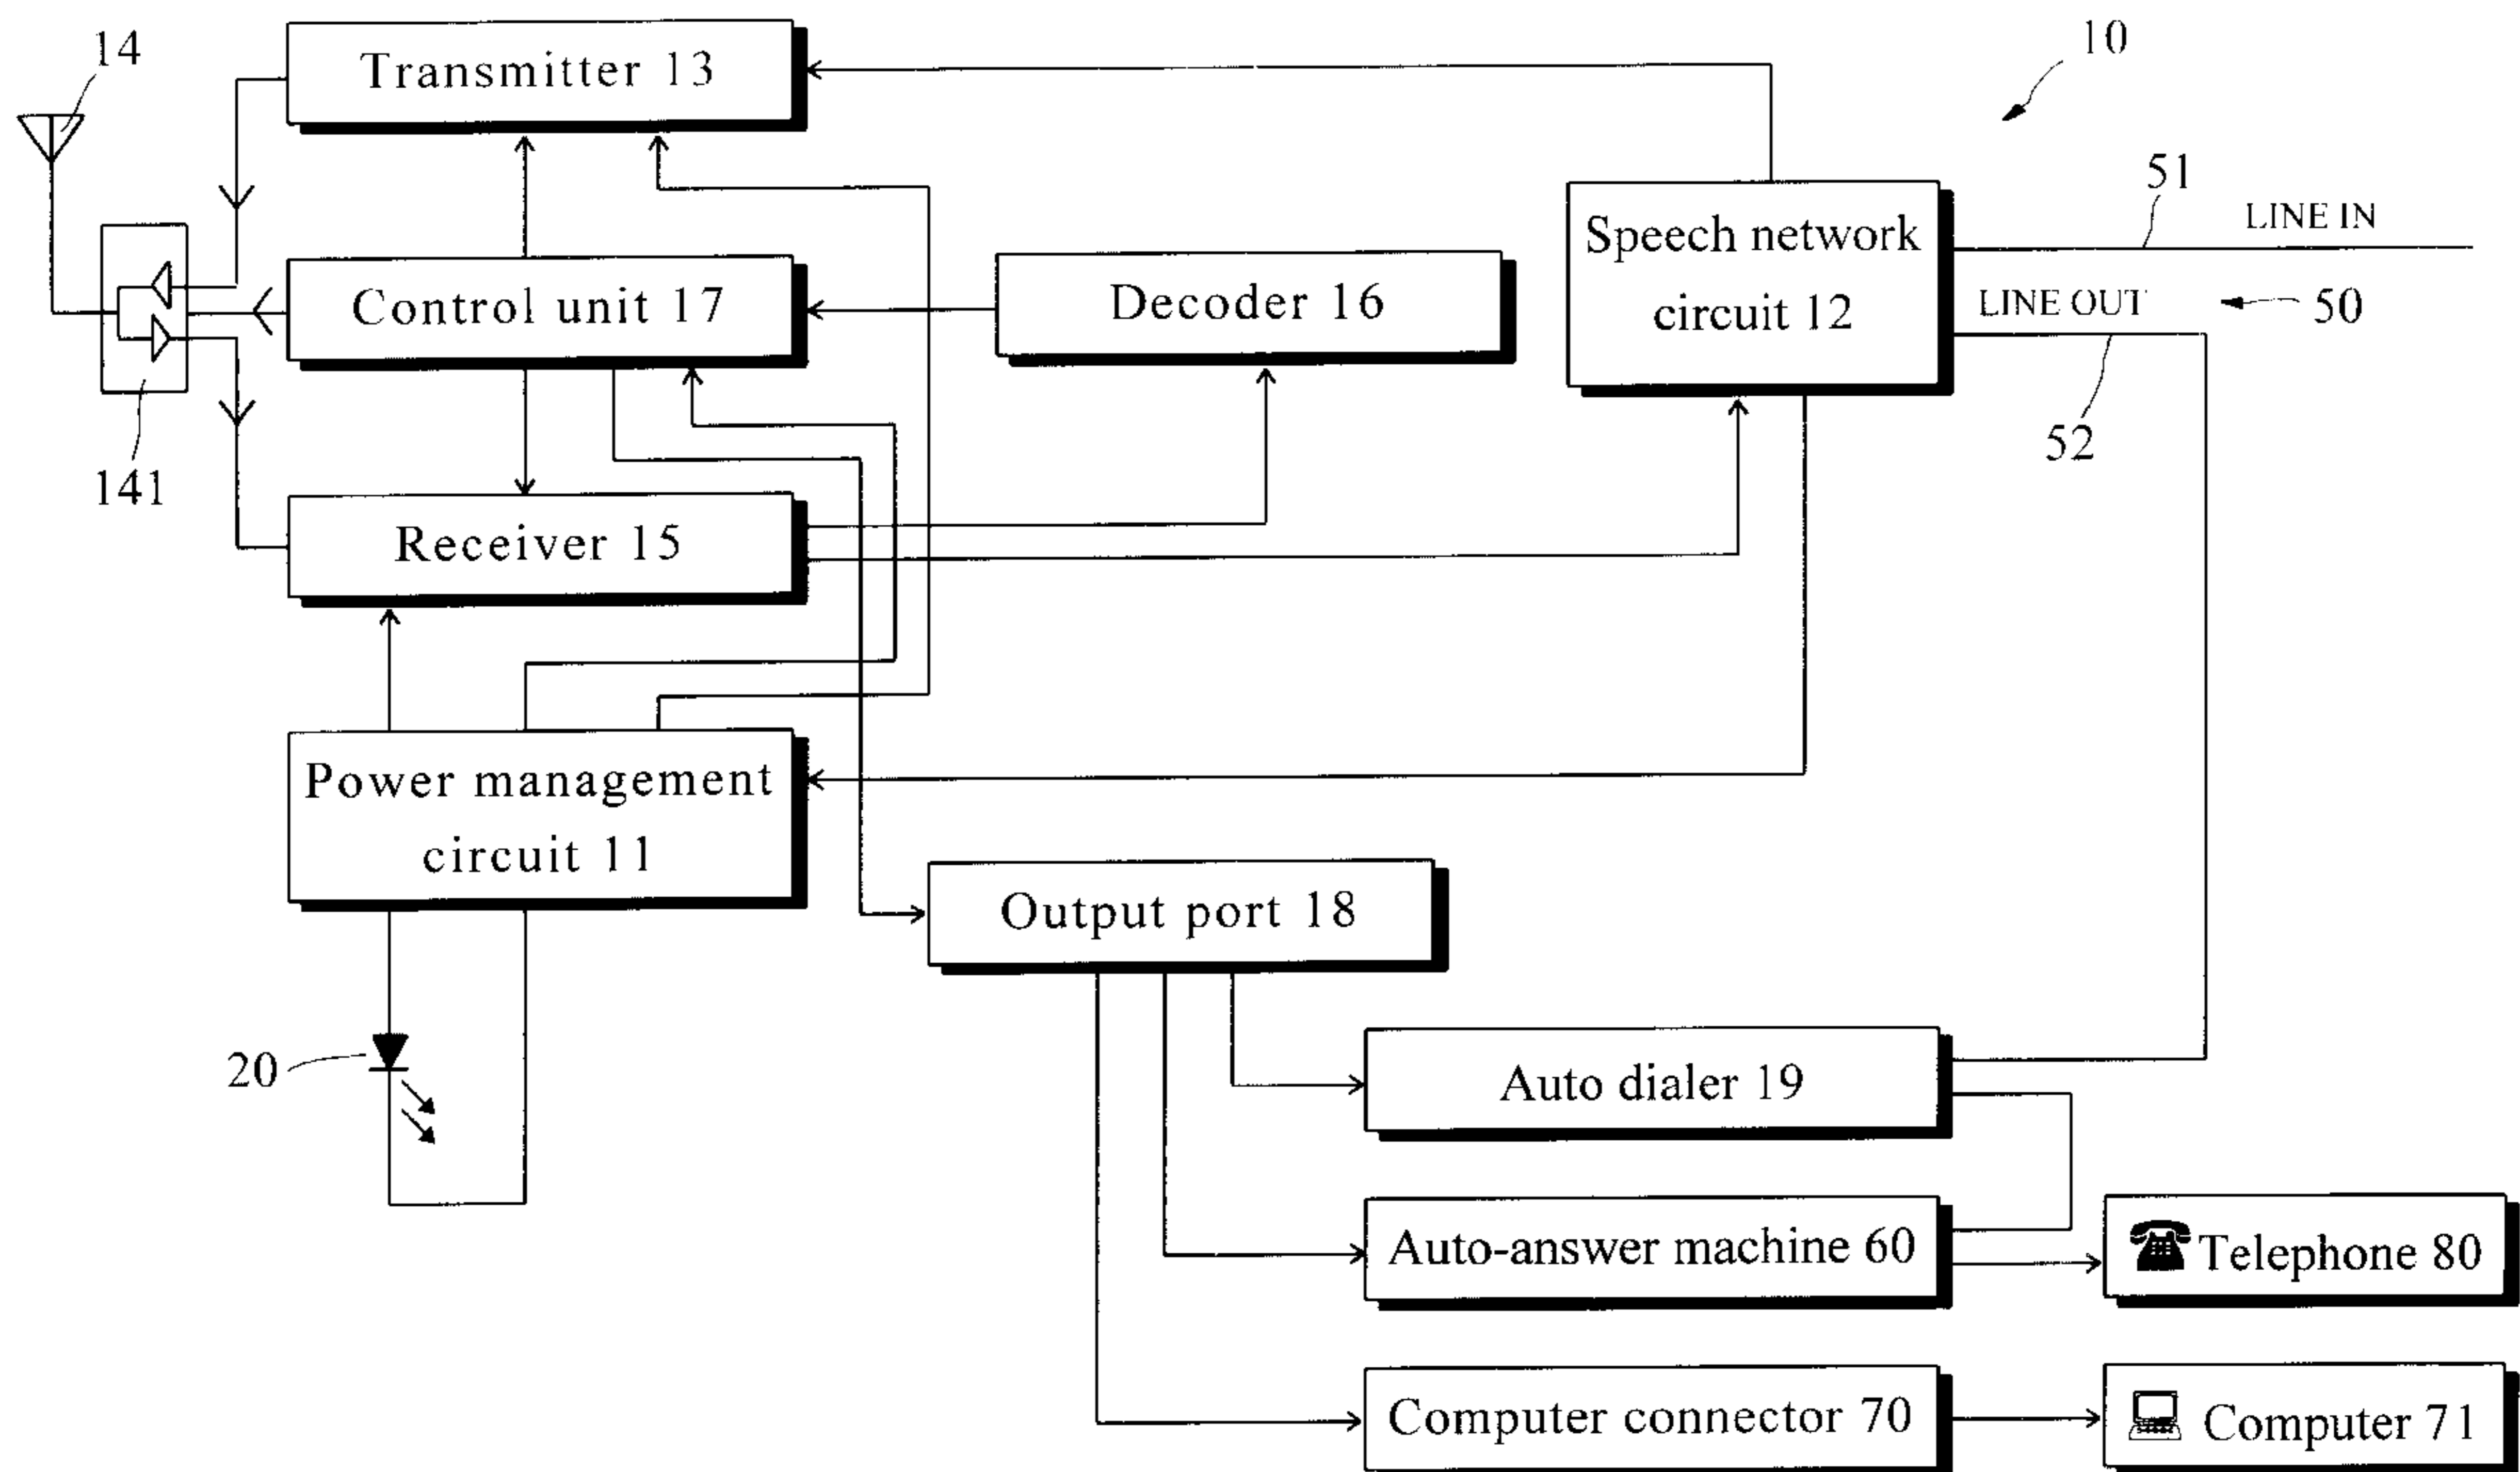 14
Transmitter 13
10
51
LINE IN
Speech network
circuit 12
Control unit 17
Decoder 16
LINE OUT
50
52
141
Receiver 15
Power management
circuit 11
Output port 18
20
Auto dialer 19
Auto-answer machine 60
Telephone 80
Computer connector 70
Computer 71